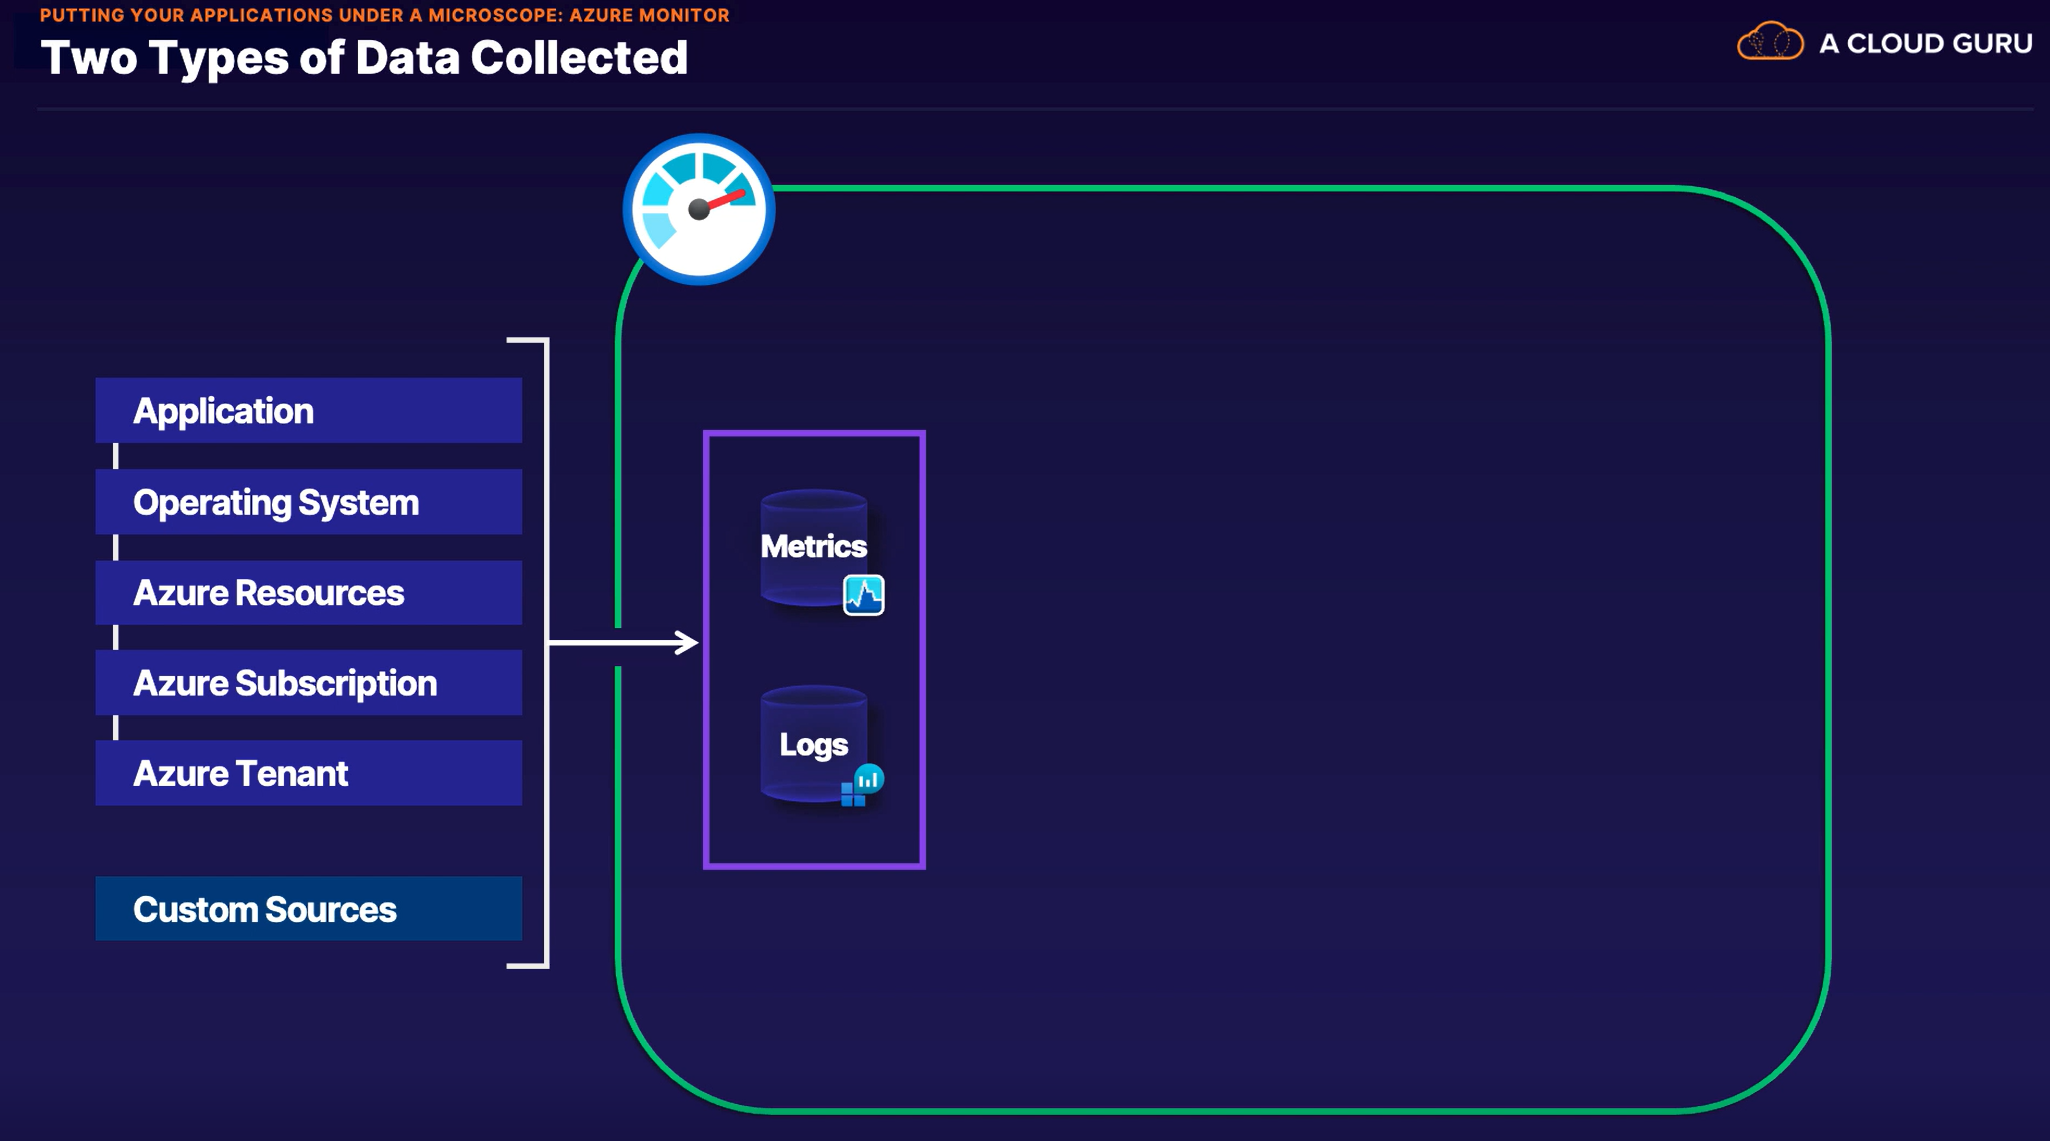 PUTTING YOUR APPLICATIONS UNDER A MICROSCOPE: AZURE MONITOR
Two Types of Data Collected
A CLOUD GURU
Application
Operating System
Azure Resources
Azure Subscription
Azure Tenant
Custom Sources
Metrics
Logs